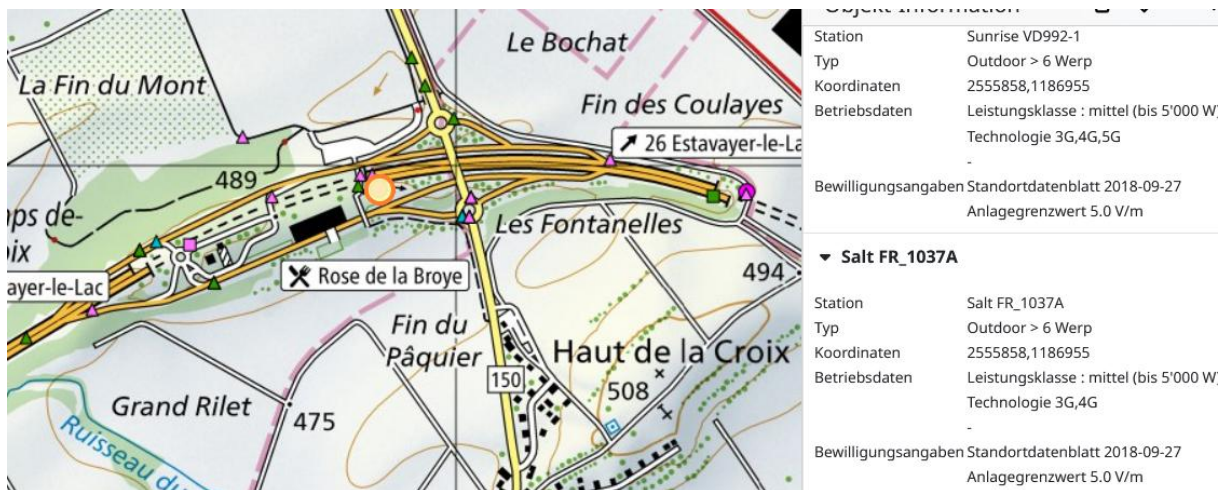 La Fin du Mont
Le Bochat
Fin des Coulayes
26 Estavayer-le-La
489
ps de-
ix
Les Fontanelles
494
ayer-le-Lac
Rose de la Broye
Fin du
Pâquier
Haut de la Croix
150
508
Grand Rilet
475
Ruisseau du
Objekt Information
Station Sunrise VD992-1
Typ Outdoor > 6 Werp
Koordinaten 2555858,1186955
Betriebsdaten Leistungsklasse : mittel (bis 5'000 W)
Technologie 3G,4G,5G
-
Bewilligungsangaben Standortdatenblatt 2018-09-27
Anlagegrenzwert 5.0 V/m
Salt FR_1037A
Station Salt FR_1037A
Typ Outdoor > 6 Werp
Koordinaten 2555858,1186955
Betriebsdaten Leistungsklasse : mittel (bis 5'000 W)
Technologie 3G,4G
-
Bewilligungsangaben Standortdatenblatt 2018-09-27
Anlagegrenzwert 5.0 V/m